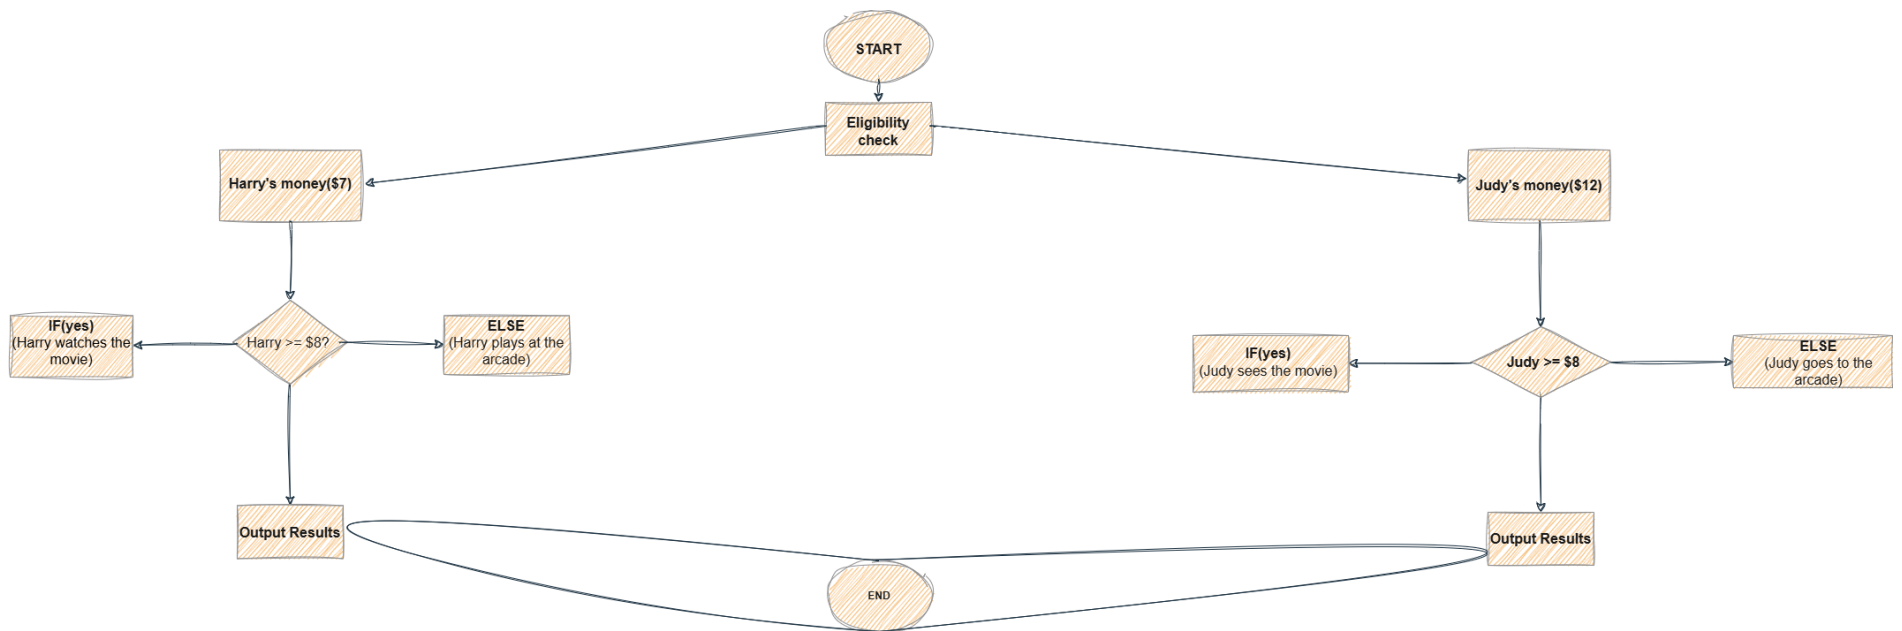 START
Eligibility
check
Harry's money($7)
Judy's money($12)
IF(yes)
(Harry watches the
movie)
Harry >= $8?
ELSE
(Harry plays at the
arcade)
IF(yes)
(Judy sees the movie)
Judy >= $8
ELSE
(Judy goes to the
arcade)
Output Results
Output Results
END